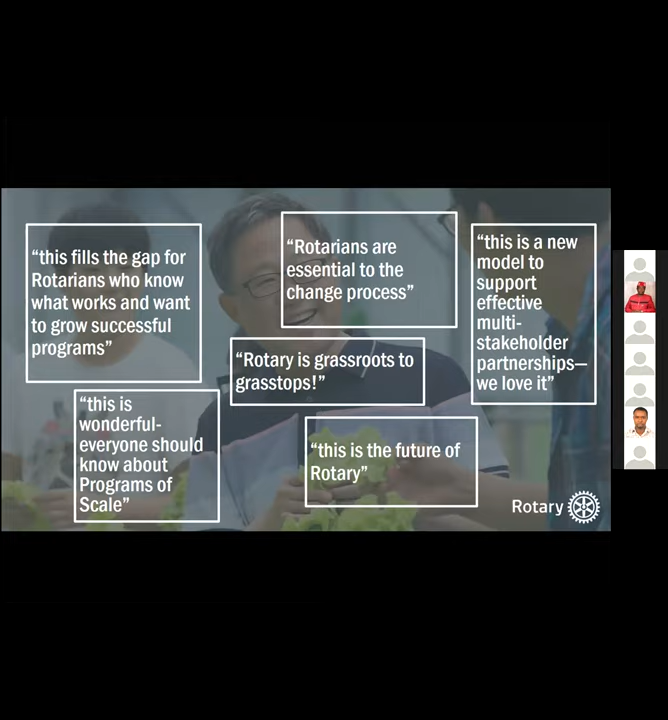 “this fills the gap for
Rotarians who know
what works and want
to grow successful
programs”
“Rotarians are
essential to the
change process”
“this is a new
model to
support
effective
multi-
stakeholder
partnerships—
we love it”
“Rotary is grassroots to
grasstops!”
“this is
wonderful-
everyone should
know about
Programs of
Scale”
“this is the future of
Rotary”
Rotary